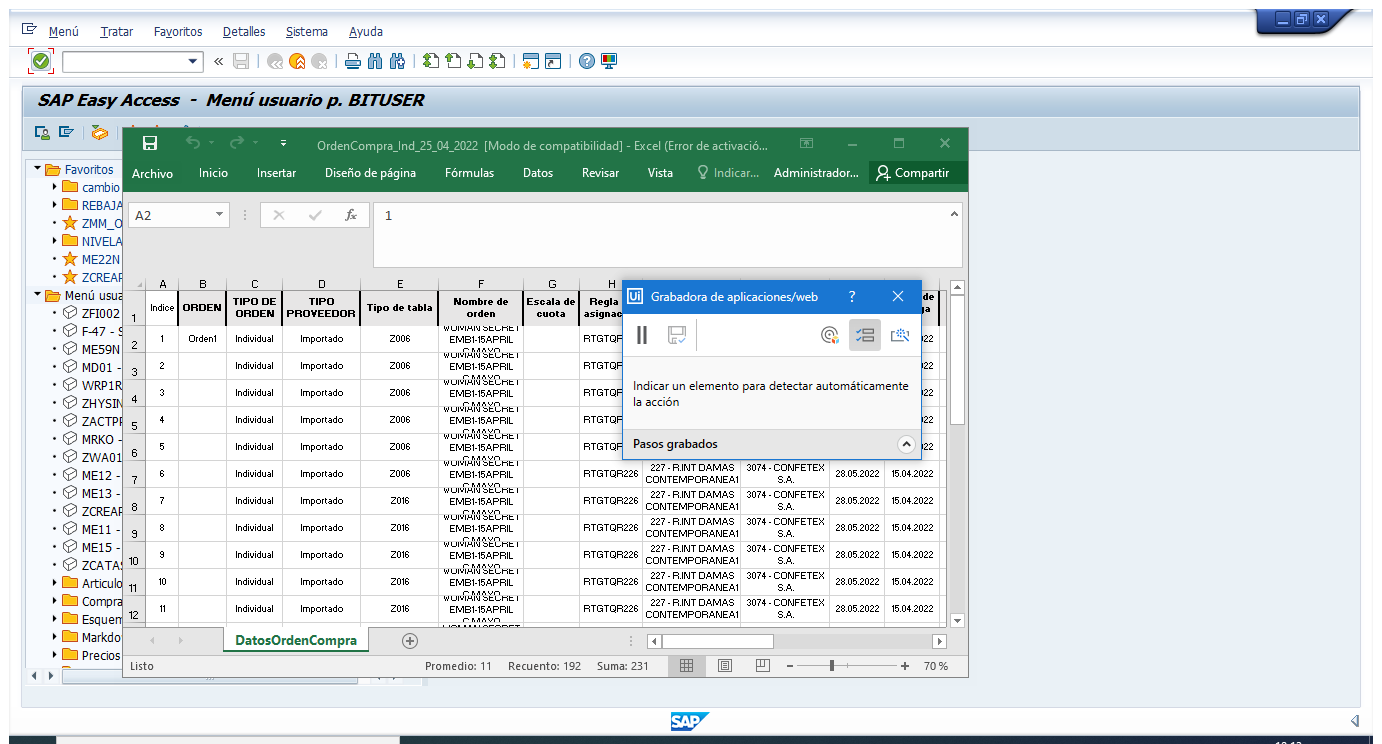 Menú Tratar Favoritos Detalles Sistema Ayuda
SAP Easy Access - Menú usuario p. BITUSER
OrdenCompra_Ind_25_04_2022 [Modo de compatibilidad] - Excel (Error de activació...
Archivo Inicio Insertar Diseño de página Fórmulas Datos Revisar Vista Indicar... Administrador... Compartir
A2 fx 1
Favoritos
cambio
REBAJA
ZMM_O
NIVELA
ME22N
ZCREAR
Menú usua
ZFI002
F-47 - S
ME59N
MD01 -
WRP1R
ZHYSIN
ZACTPR
MRKO -
ZWA01
ME12 -
ME13 -
ZCREAR
ME11 -
ME15 -
ZCATAS
Articulo
Compra
Esquem
Markdo
Precios
A B C D E F G H
1 Indice ORDEN TIPO DE ORDEN TIPO PROVEEDOR Tipo de tabla Nombre de orden Escala de cuota Regla asignac de
2 1 Orden1 Individual Importado Z006 WOMAN SECRET EMB1-15APRIL C.MAYO RTGTQR 022
3 2 Individual Importado Z006 WOMAN SECRET EMB1-15APRIL C.MAYO RTGTQR 022
4 3 Individual Importado Z006 WOMAN SECRET EMB1-15APRIL C.MAYO RTGTQR 022
5 4 Individual Importado Z006 WOMAN SECRET EMB1-15APRIL C.MAYO RTGTQR 022
6 5 Individual Importado Z006 WOMAN SECRET EMB1-15APRIL C.MAYO RTGTQR 022
7 6 Individual Importado Z006 WOMAN SECRET EMB1-15APRIL C.MAYO RTGTQR226 227 - R.INT DAMAS CONTEMPORANEA1 3074 - CONFETEX S.A. 28.05.2022 15.04.2022
8 7 Individual Importado Z016 WOMAN SECRET EMB1-15APRIL C.MAYO RTGTQR226 227 - R.INT DAMAS CONTEMPORANEA1 3074 - CONFETEX S.A. 28.05.2022 15.04.2022
9 8 Individual Importado Z016 WOMAN SECRET EMB1-15APRIL C.MAYO RTGTQR226 227 - R.INT DAMAS CONTEMPORANEA1 3074 - CONFETEX S.A. 28.05.2022 15.04.2022
10 9 Individual Importado Z016 WOMAN SECRET EMB1-15APRIL C.MAYO RTGTQR226 227 - R.INT DAMAS CONTEMPORANEA1 3074 - CONFETEX S.A. 28.05.2022 15.04.2022
11 10 Individual Importado Z016 WOMAN SECRET EMB1-15APRIL C.MAYO RTGTQR226 227 - R.INT DAMAS CONTEMPORANEA1 3074 - CONFETEX S.A. 28.05.2022 15.04.2022
12 11 Individual Importado Z016 WOMAN SECRET EMB1-15APRIL C.MAYO RTGTQR226 227 - R.INT DAMAS CONTEMPORANEA1 3074 - CONFETEX S.A. 28.05.2022 15.04.2022
Ui Grabadora de aplicaciones/web ?
Indicar un elemento para detectar automáticamente
la acción
Pasos grabados
DatosOrdenCompra
Listo Promedio: 11 Recuento: 192 Suma: 231 70 %
SAP